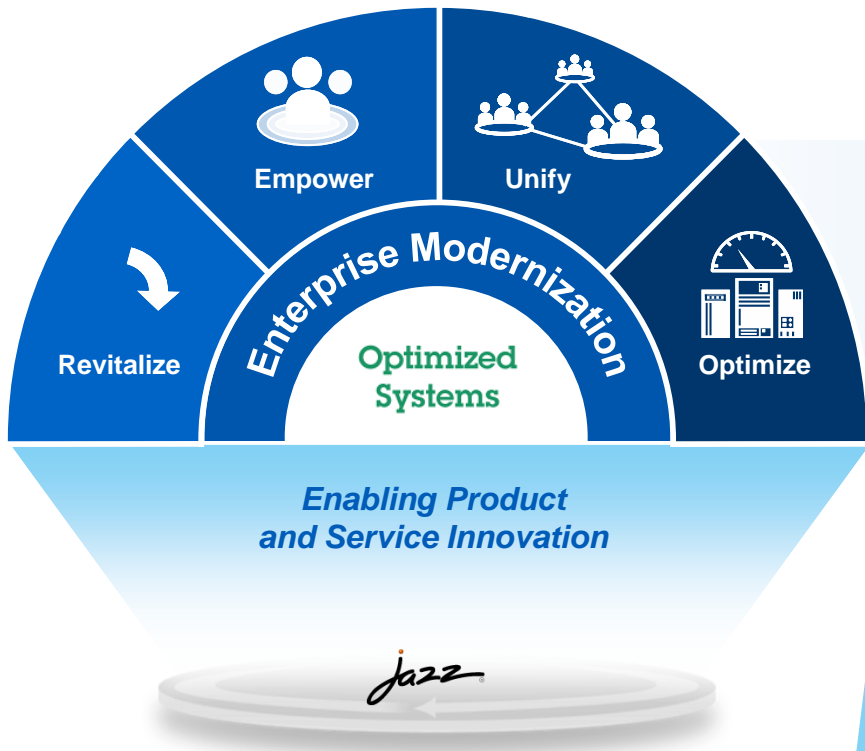 Empower
Unify
Revitalize
Enterprise Modernization
Optimize
Optimized
Systems
Enabling Product
and Service Innovation
jazz